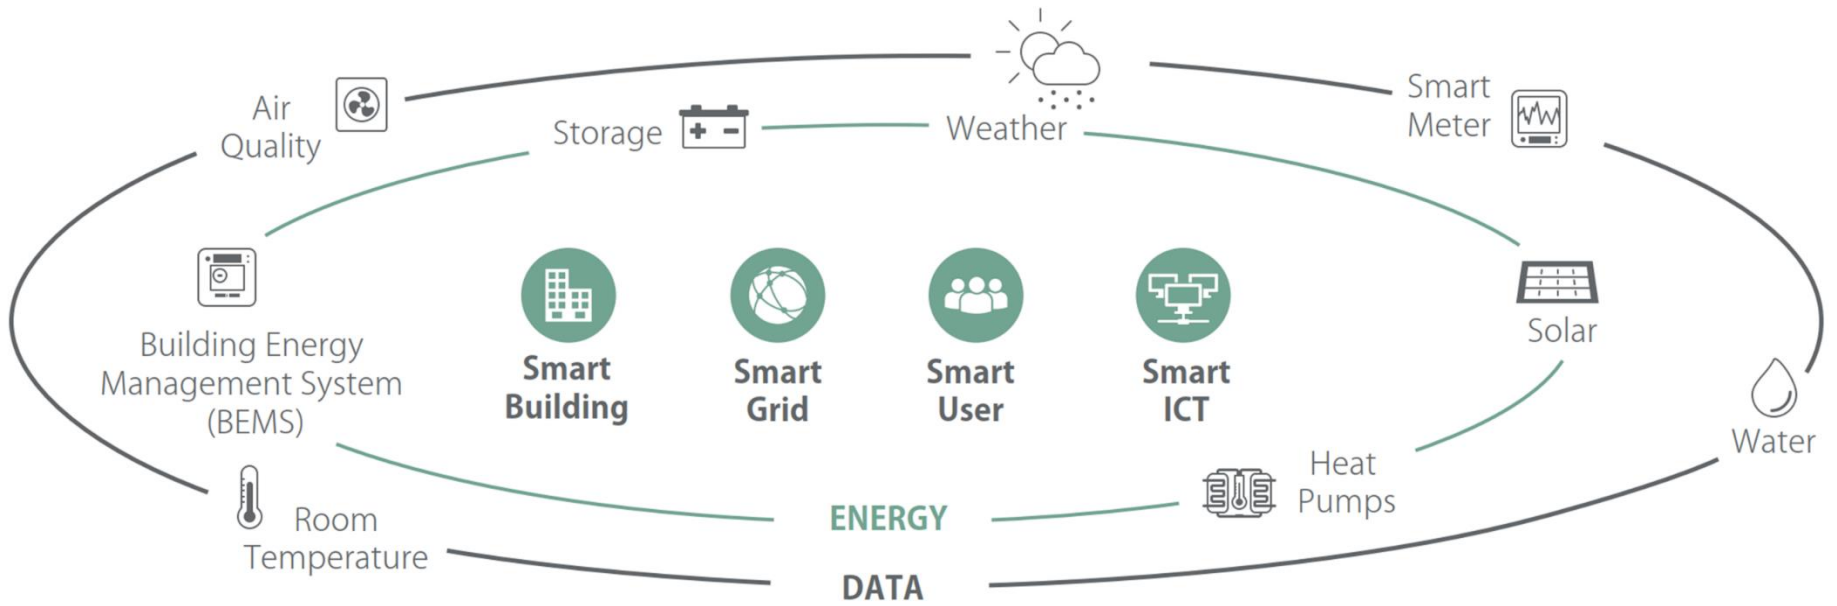 Air
Quality
Storage
Weather
Smart
Meter
Building Energy
Management System
(BEMS)
Smart
Building
Smart
Grid
Smart
User
Smart
ICT
Solar
Water
Heat
Pumps
Room
Temperature
ENERGY
DATA